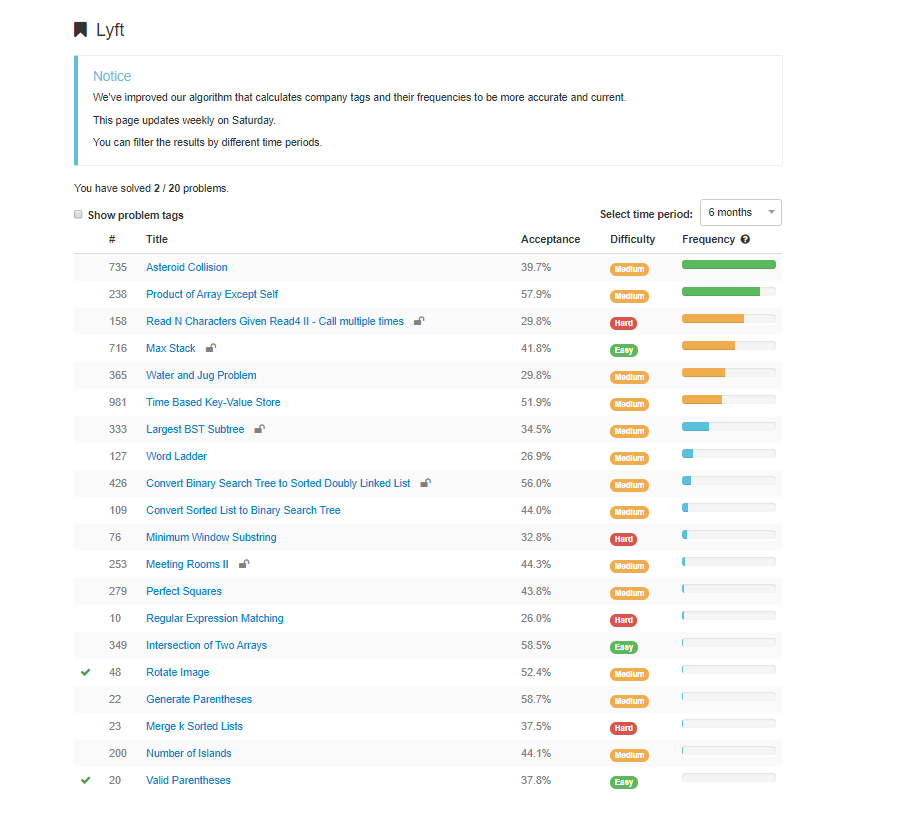 Lyft
Notice
We've improved our algorithm that calculates company tags and their frequencies to be more accurate and current.
This page updates weekly on Saturday.
You can filter the results by different time periods.
You have solved 2 / 20 problems.
Show problem tags Select time period: 6 months
# Title Acceptance Difficulty Frequency ?
735 Asteroid Collision 39.7% Medium
238 Product of Array Except Self 57.9% Medium
158 Read N Characters Given Read4 II - Call multiple times 29.8% Hard
716 Max Stack 41.8% Easy
365 Water and Jug Problem 29.8% Medium
981 Time Based Key-Value Store 51.9% Medium
333 Largest BST Subtree 34.5% Medium
127 Word Ladder 26.9% Medium
426 Convert Binary Search Tree to Sorted Doubly Linked List 56.0% Medium
109 Convert Sorted List to Binary Search Tree 44.0% Medium
76 Minimum Window Substring 32.8% Hard
253 Meeting Rooms II 44.3% Medium
279 Perfect Squares 43.8% Medium
10 Regular Expression Matching 26.0% Hard
349 Intersection of Two Arrays 58.5% Easy
48 Rotate Image 52.4% Medium
22 Generate Parentheses 58.7% Medium
23 Merge k Sorted Lists 37.5% Hard
200 Number of Islands 44.1% Medium
20 Valid Parentheses 37.8% Easy